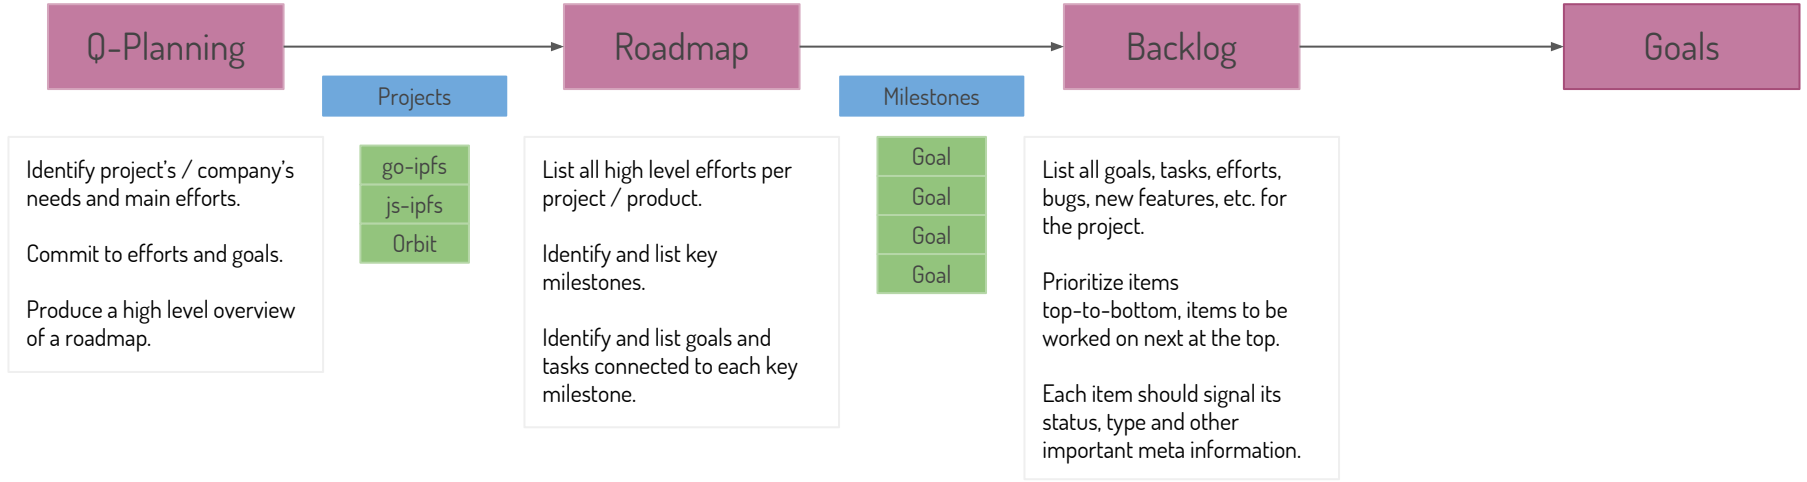 Q-Planning
Roadmap
Backlog
Goals
Projects
Milestones
Identify project’s / company’s
needs and main efforts.
Commit to efforts and goals.
Produce a high level overview
of a roadmap.
go-ipfs
js-ipfs
Orbit
List all high level efforts per
project / product.
Identify and list key
milestones.
Identify and list goals and
tasks connected to each key
milestone.
Goal
Goal
Goal
Goal
List all goals, tasks, efforts,
bugs, new features, etc. for
the project.
Prioritize items
top-to-bottom, items to be
worked on next at the top.
Each item should signal its
status, type and other
important meta information.